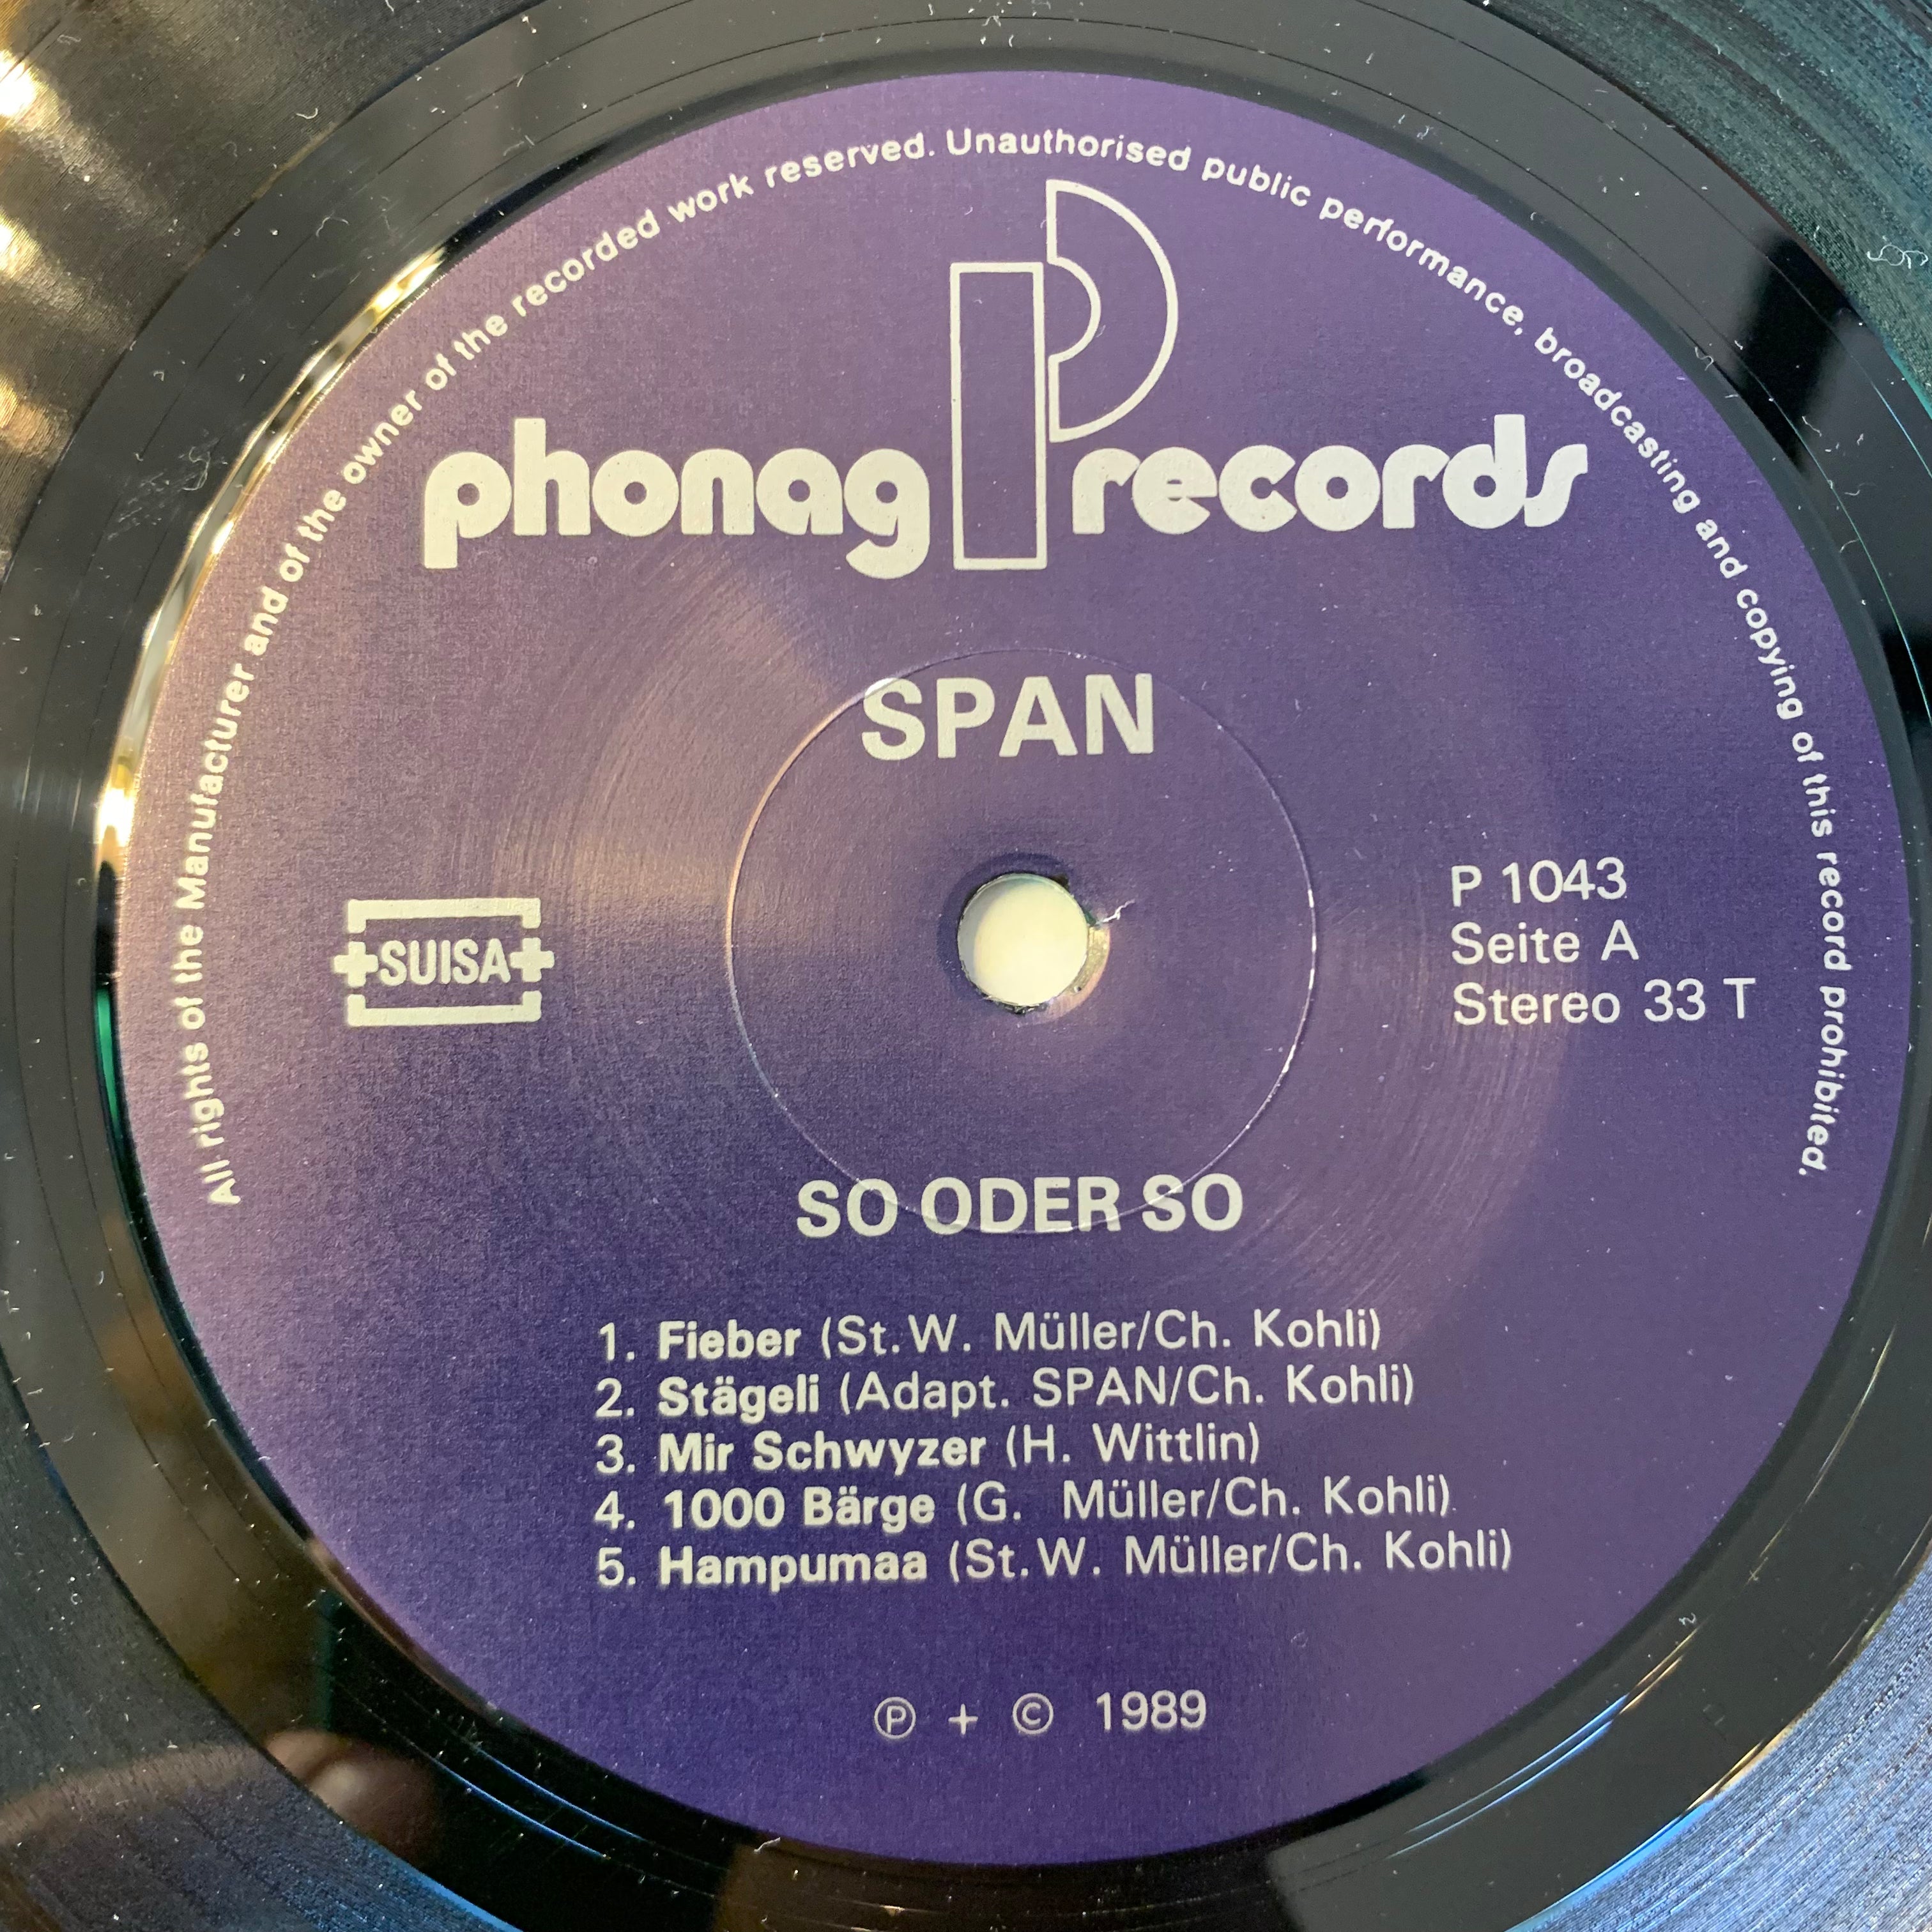 All rights of the Manufacturer and of the owner of the recorded work reserved. Unauthorised public performance, broadcasting and copying of this record prohibited.
phonag records
SPAN
SUISA
P 1043
Seite A
Stereo 33 T
SO ODER SO
1. Fieber (St. W. Müller/Ch. Kohli)
2. Stägeli (Adapt. SPAN/Ch. Kohli)
3. Mir Schwyzer (H. Wittlin)
4. 1000 Bärge (G. Müller/Ch. Kohli)
5. Hampumaa (St. W. Müller/Ch. Kohli)
℗ + © 1989